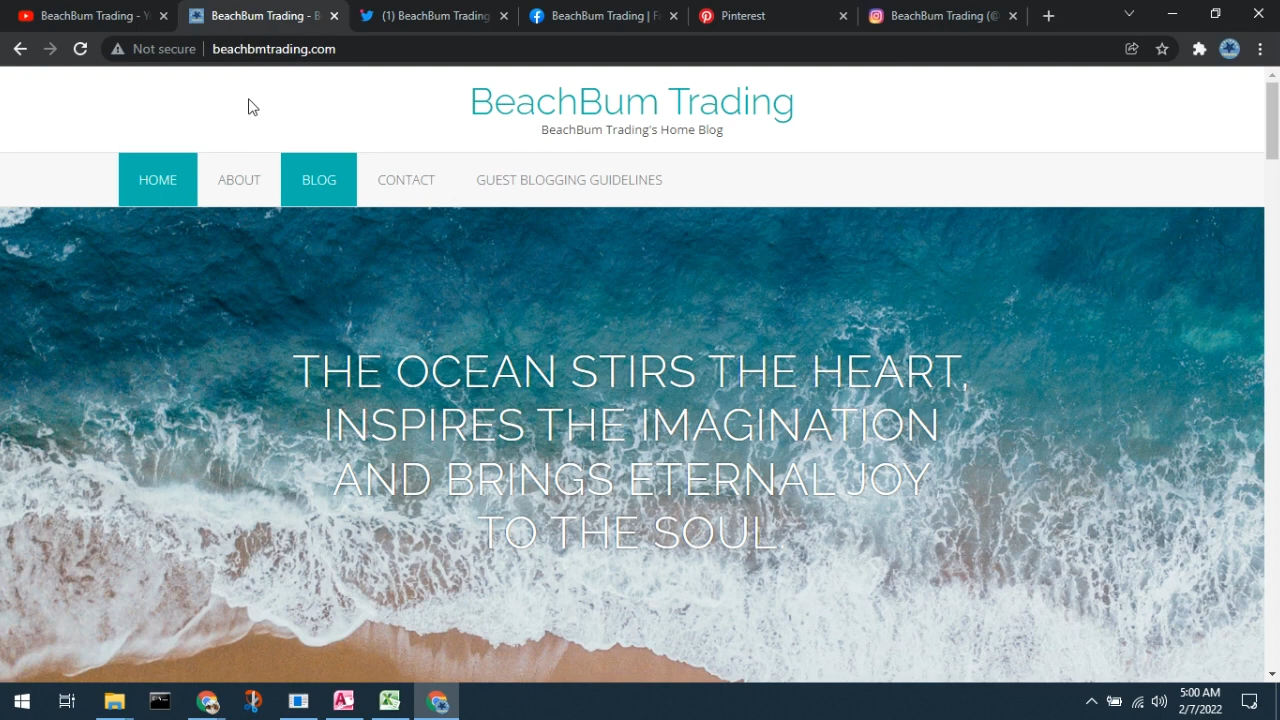 BeachBum Trading - Y
BeachBum Trading - B
(1) BeachBum Trading
BeachBum Trading | F
Pinterest
BeachBum Trading (@
Not secure
beachbmtrading.com
BeachBum Trading
BeachBum Trading's Home Blog
HOME
ABOUT
BLOG
CONTACT
GUEST BLOGGING GUIDELINES
THE OCEAN STIRS THE HEART,
INSPIRES THE IMAGINATION
AND BRINGS ETERNAL JOY
TO THE SOUL.
5:00 AM
2/7/2022